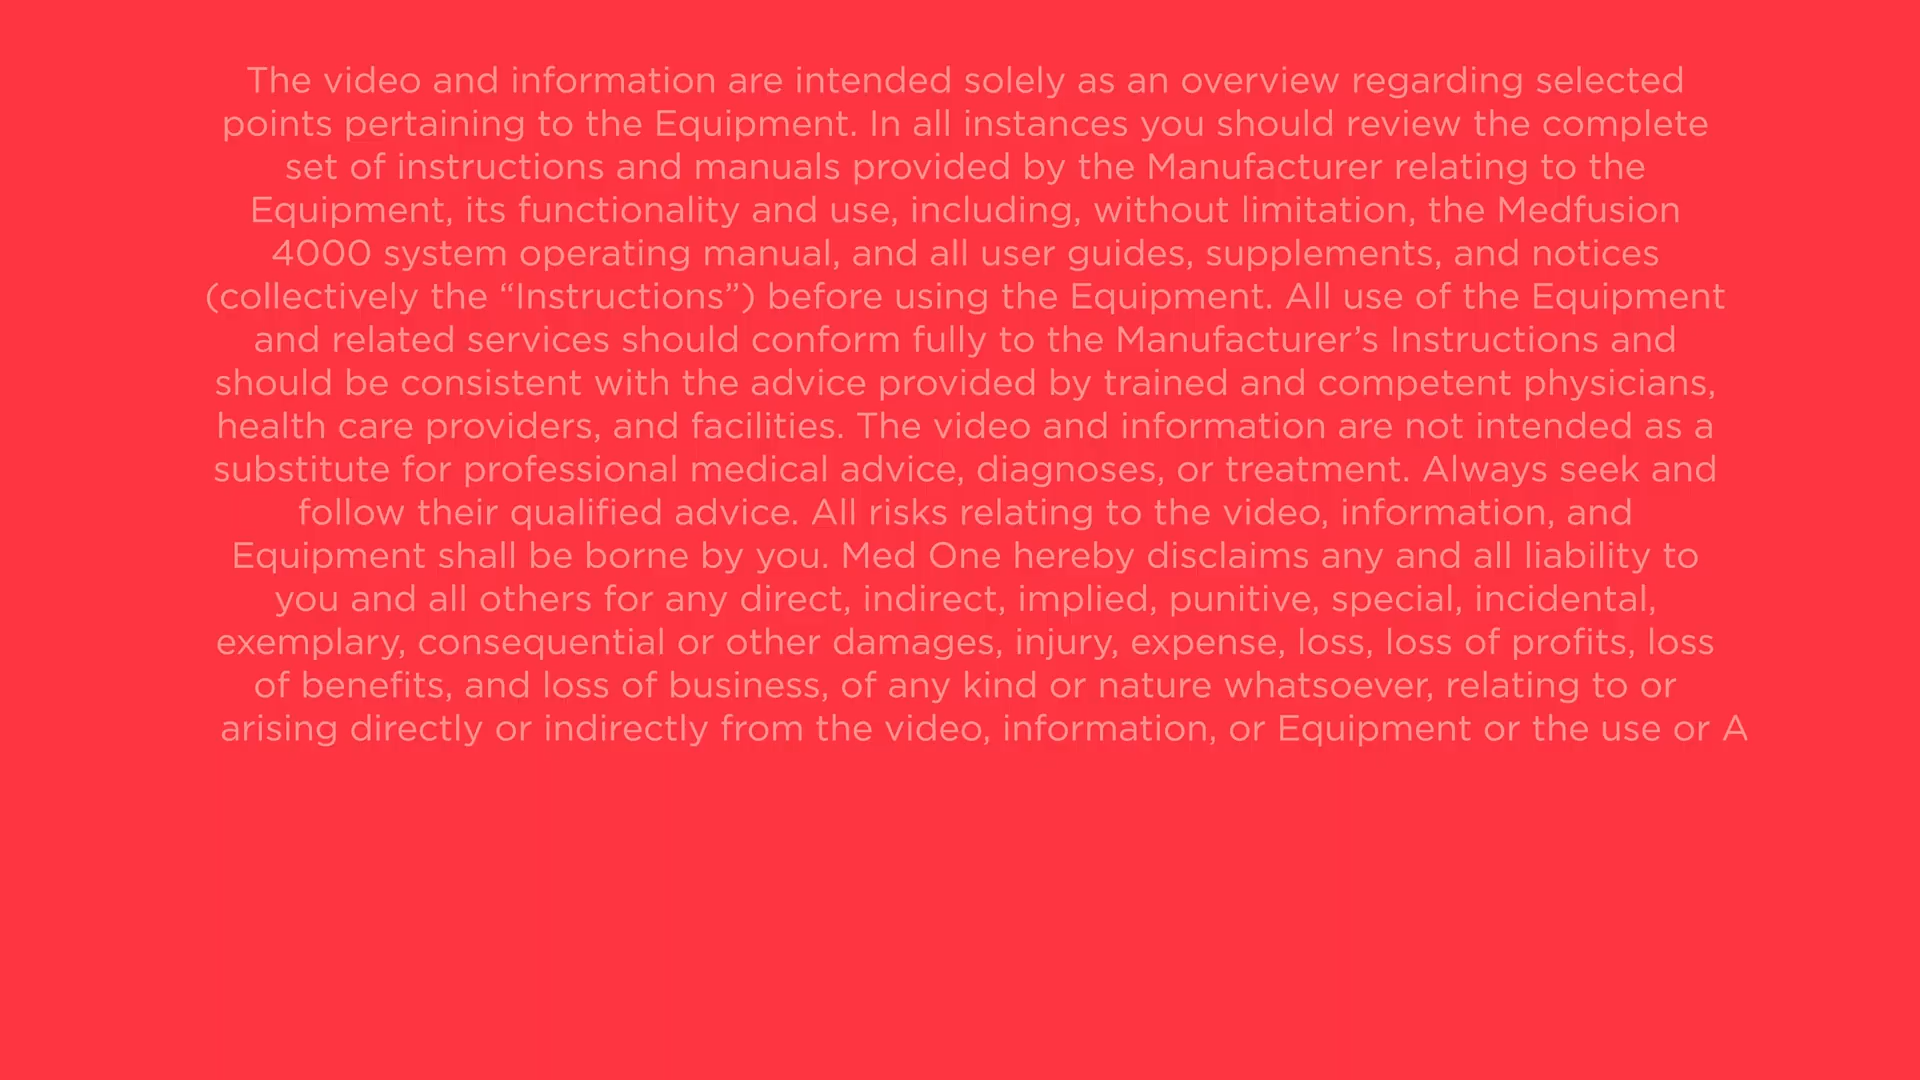 The video and information are intended solely as an overview regarding selected
points pertaining to the Equipment. In all instances you should review the complete
set of instructions and manuals provided by the Manufacturer relating to the
Equipment, its functionality and use, including, without limitation, the Medfusion
4000 system operating manual, and all user guides, supplements, and notices
(collectively the “Instructions”) before using the Equipment. All use of the Equipment
and related services should conform fully to the Manufacturer’s Instructions and
should be consistent with the advice provided by trained and competent physicians,
health care providers, and facilities. The video and information are not intended as a
substitute for professional medical advice, diagnoses, or treatment. Always seek and
follow their qualified advice. All risks relating to the video, information, and
Equipment shall be borne by you. Med One hereby disclaims any and all liability to
you and all others for any direct, indirect, implied, punitive, special, incidental,
exemplary, consequential or other damages, injury, expense, loss, loss of profits, loss
of benefits, and loss of business, of any kind or nature whatsoever, relating to or
arising directly or indirectly from the video, information, or Equipment or the use or A